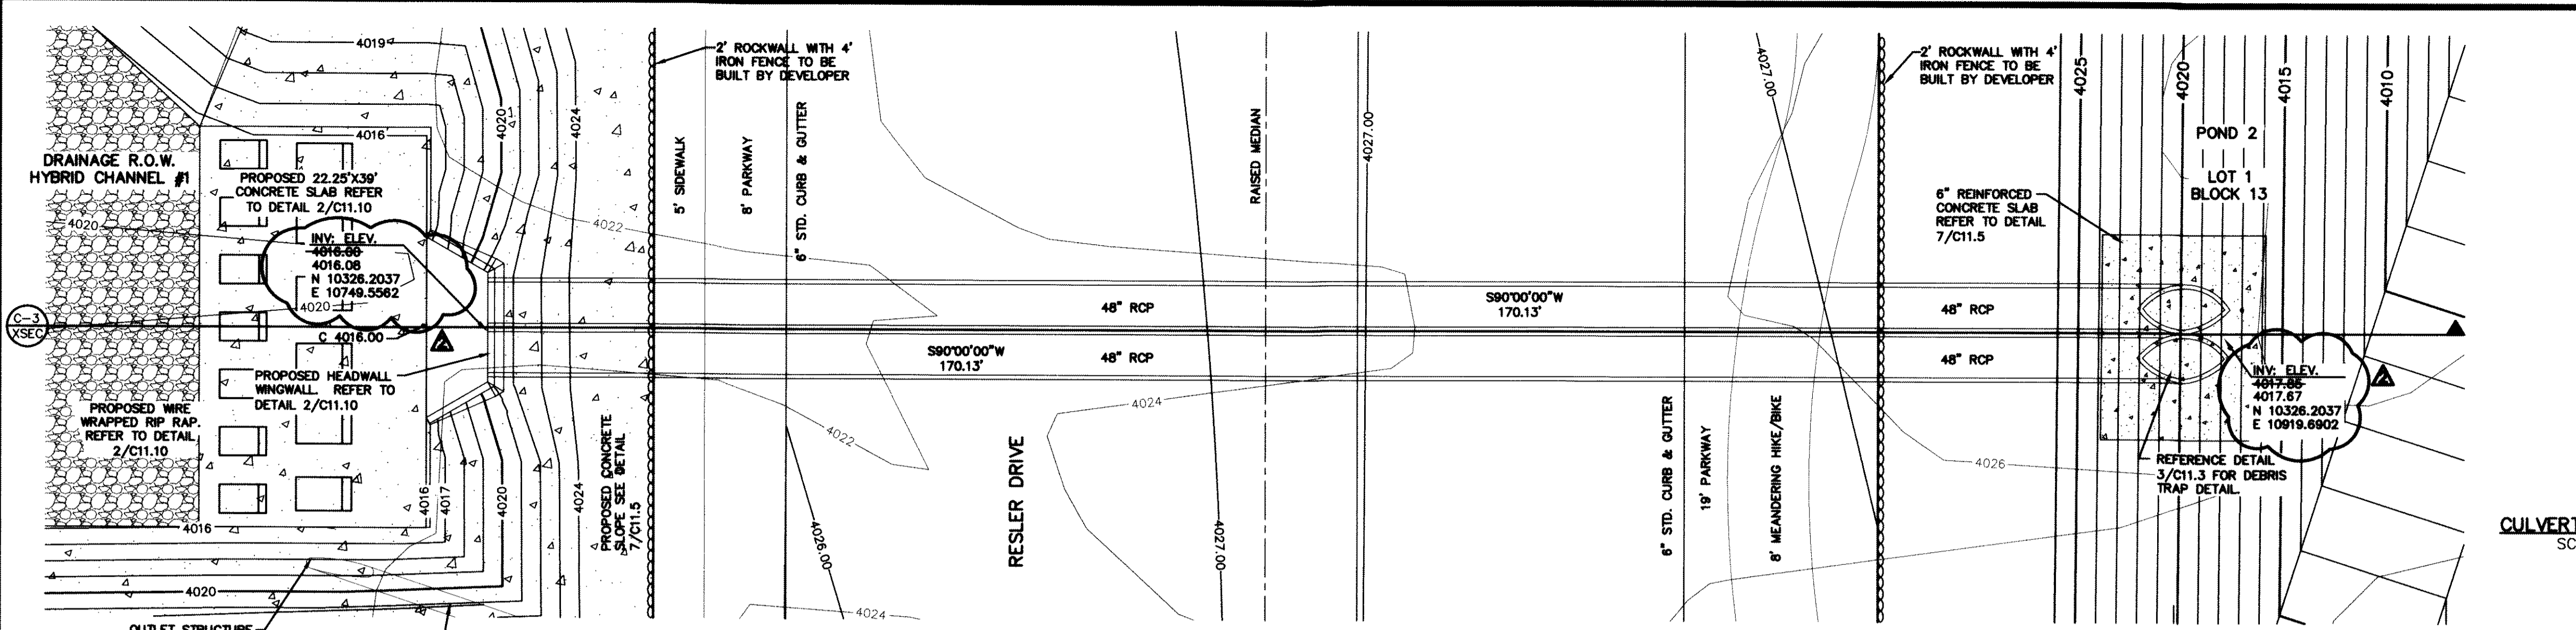 4019
DRAINAGE R.O.W.
HYBRID CHANNEL #1
4016
PROPOSED 22.25'X39'
CONCRETE SLAB REFER
TO DETAIL 2/C11.10
4020
INV: ELEV.
4016.00
4016.08
N 10326.2037
E 10749.5562
4020
C-3
XSEC
C 4016.00
2
PROPOSED HEADWALL
WINGWALL. REFER TO
DETAIL 2/C11.10
PROPOSED WIRE
WRAPPED RIP RAP.
REFER TO DETAIL
2/C11.10
4016
4020
OUTLET STRUCTURE
4020
4024
4016
4017
4020
4024
PROPOSED CONCRETE
SLOPE SEE DETAIL
7/C11.5
2' ROCKWALL WITH 4'
IRON FENCE TO BE
BUILT BY DEVELOPER
5' SIDEWALK
8' PARKWAY
6" STD. CURB & GUTTER
4022
4022
4026.00
4024
S90°00'00"W
170.13'
48" RCP
48" RCP
RESLER DRIVE
4024
4027.00
RAISED MEDIAN
4027.00
S90°00'00"W
170.13'
6" STD. CURB & GUTTER
19' PARKWAY
8' MEANDERING HIKE/BIKE
4027.00
2' ROCKWALL WITH 4'
IRON FENCE TO BE
BUILT BY DEVELOPER
6" REINFORCED
CONCRETE SLAB
REFER TO DETAIL
7/C11.5
48" RCP
48" RCP
4026
4025
4020
4015
4010
POND 2
LOT 1
BLOCK 13
INV: ELEV.
4017.85
4017.67
N 10326.2037
E 10919.6902
2
REFERENCE DETAIL
3/C11.3 FOR DEBRIS
TRAP DETAIL.
CULVERT
SC